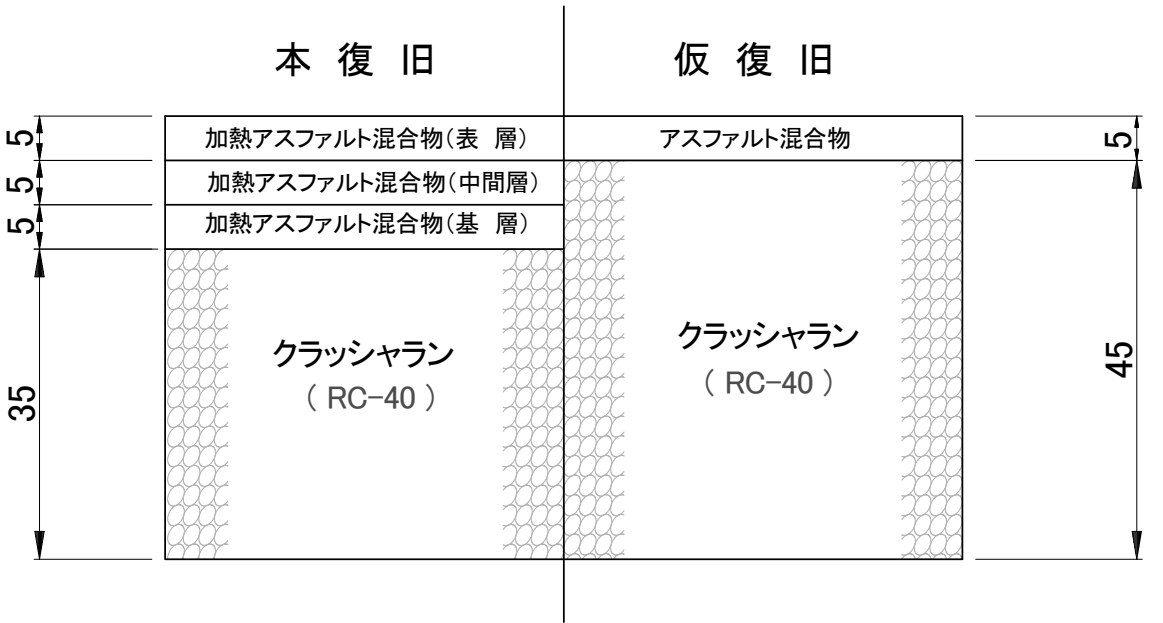 本 復 旧
仮 復 旧
5
加熱アスファルト混合物(表 層)
アスファルト混合物
5
5
加熱アスファルト混合物(中間層)
5
加熱アスファルト混合物(基 層)
35
クラッシャラン
( RC-40 )
クラッシャラン
( RC-40 )
45